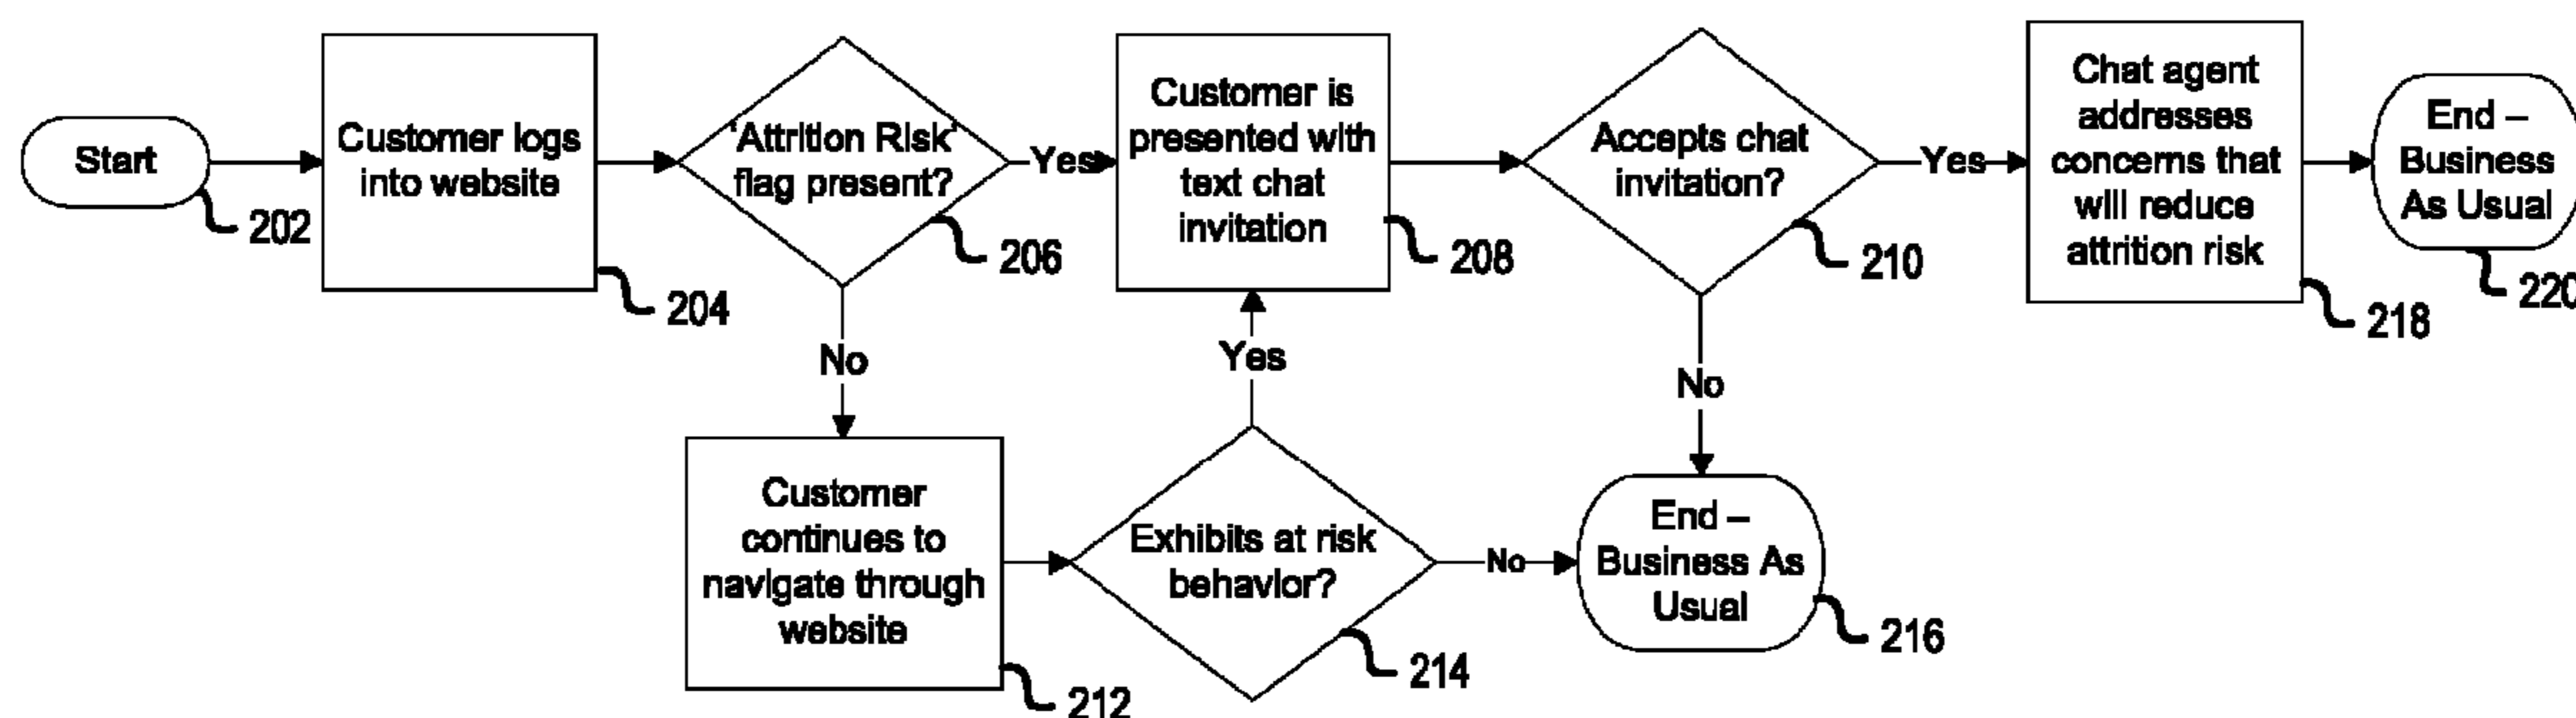 Start
202
Customer logs
into website
204
'Attrition Risk'
flag present?
206
Yes
Customer is
presented with
text chat
invitation
208
Accepts chat
invitation?
210
Yes
Chat agent
addresses
concerns that
will reduce
attrition risk
218
End –
Business
As Usual
220
No
Customer
continues to
navigate through
website
212
Exhibits at risk
behavior?
214
Yes
No
No
End –
Business As
Usual
216